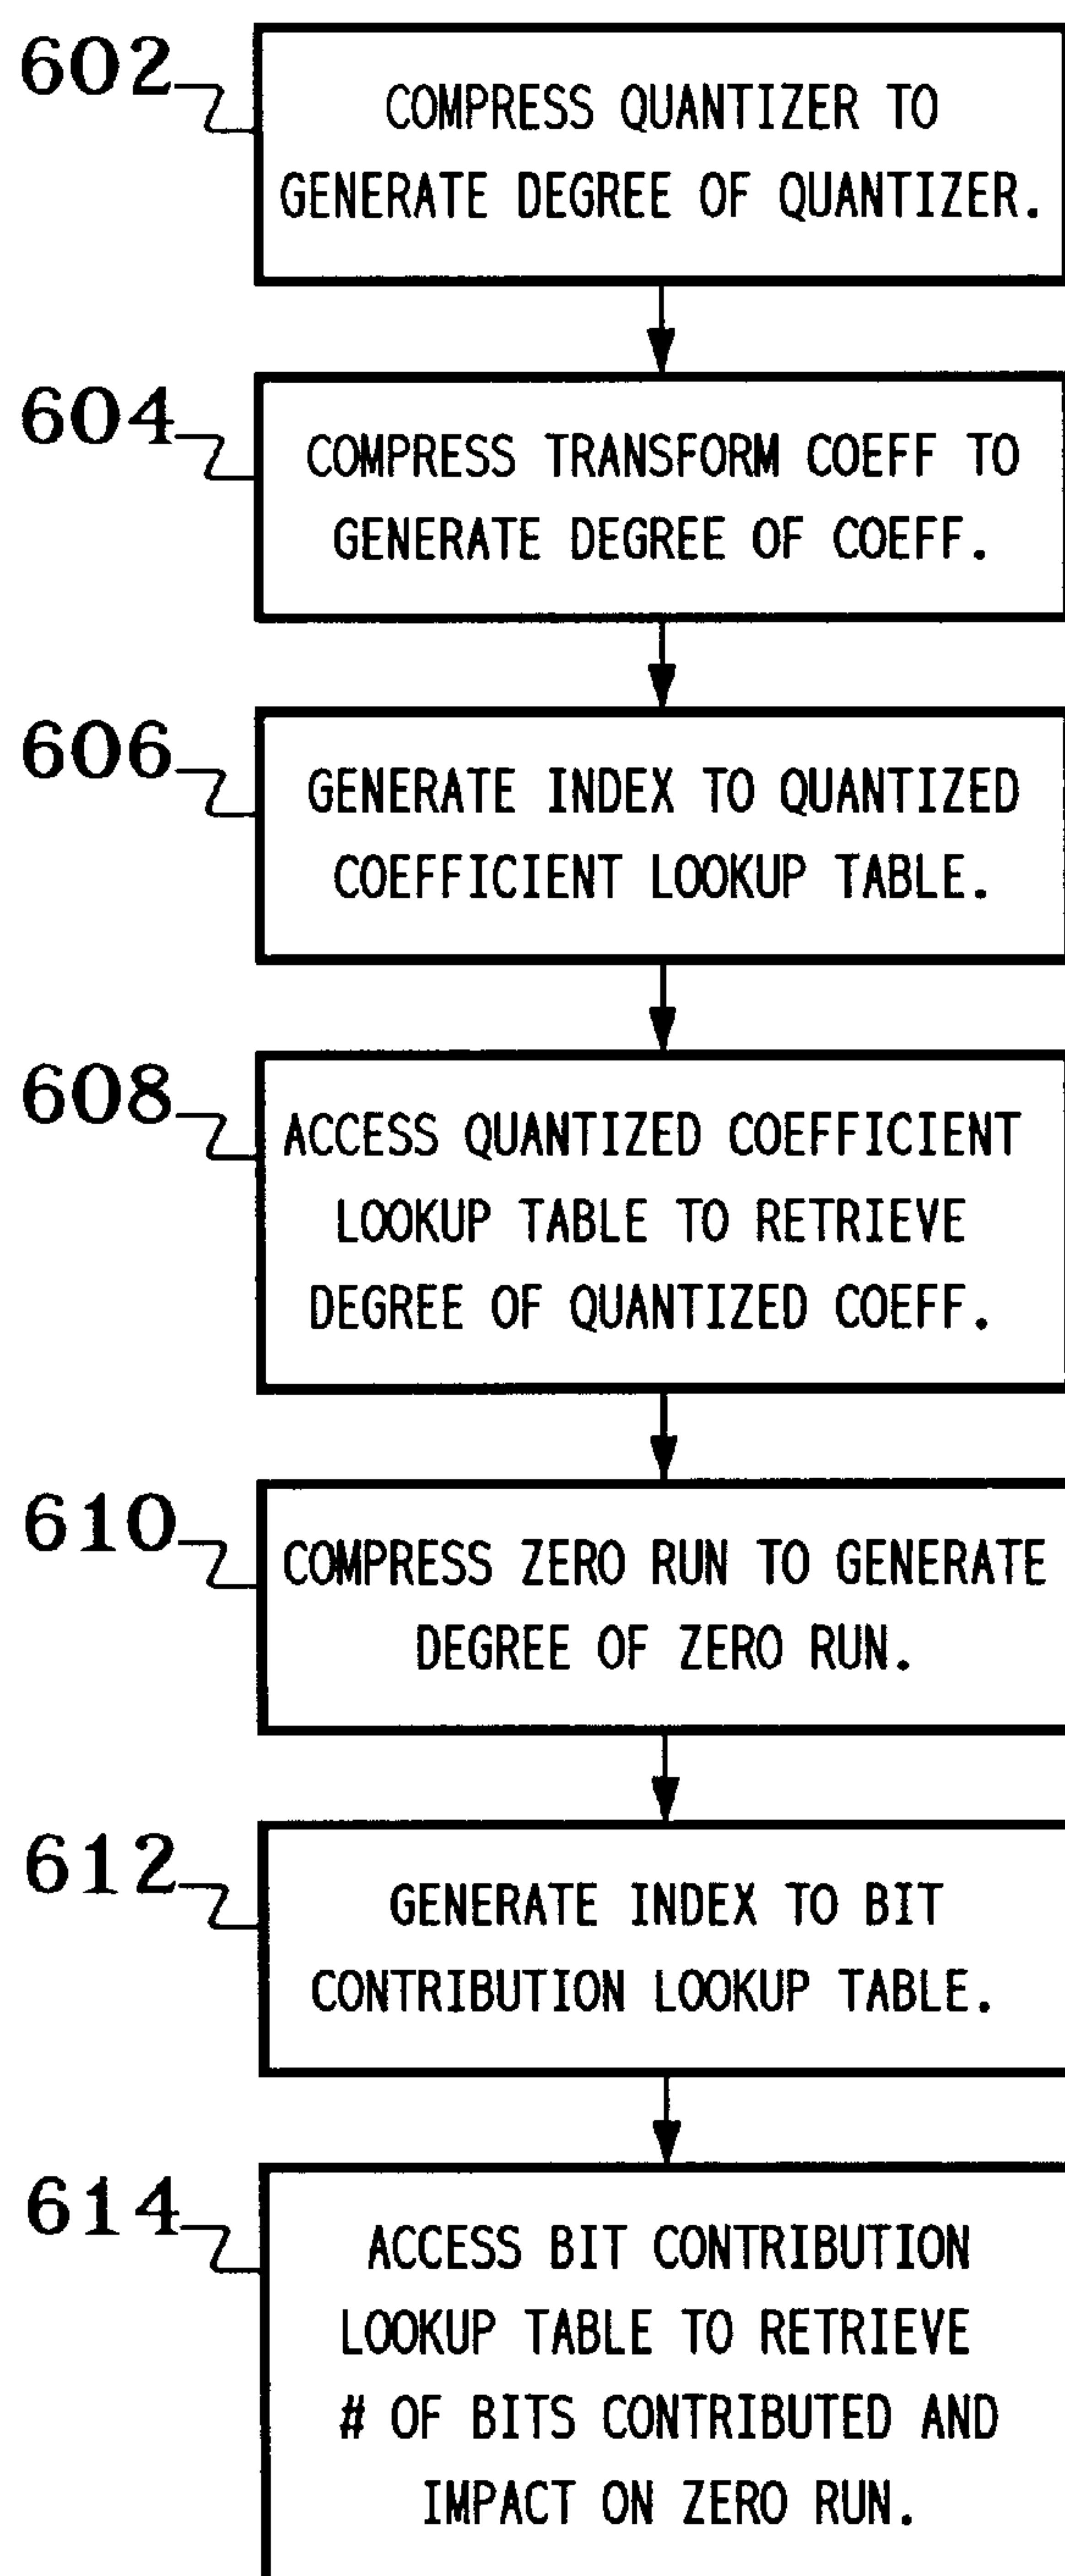 602
COMPRESS QUANTIZER TO
GENERATE DEGREE OF QUANTIZER.
604
COMPRESS TRANSFORM COEFF TO
GENERATE DEGREE OF COEFF.
606
GENERATE INDEX TO QUANTIZED
COEFFICIENT LOOKUP TABLE.
608
ACCESS QUANTIZED COEFFICIENT
LOOKUP TABLE TO RETRIEVE
DEGREE OF QUANTIZED COEFF.
610
COMPRESS ZERO RUN TO GENERATE
DEGREE OF ZERO RUN.
612
GENERATE INDEX TO BIT
CONTRIBUTION LOOKUP TABLE.
614
ACCESS BIT CONTRIBUTION
LOOKUP TABLE TO RETRIEVE
# OF BITS CONTRIBUTED AND
IMPACT ON ZERO RUN.